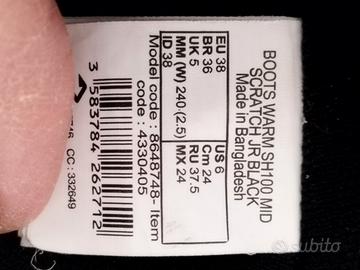 BOOTS WARM SH100 MID
SCRATCH JR BLACK
Made in Bangladesh
EU 38
BR 36
UK 5
MM (W) 240 (2.5)
ID 38
US 6
Cm 24
RU 37.5
MX 24
Model code : 8648748- Item
code : 4330405
3 583784 262712
CC : 332649
subito